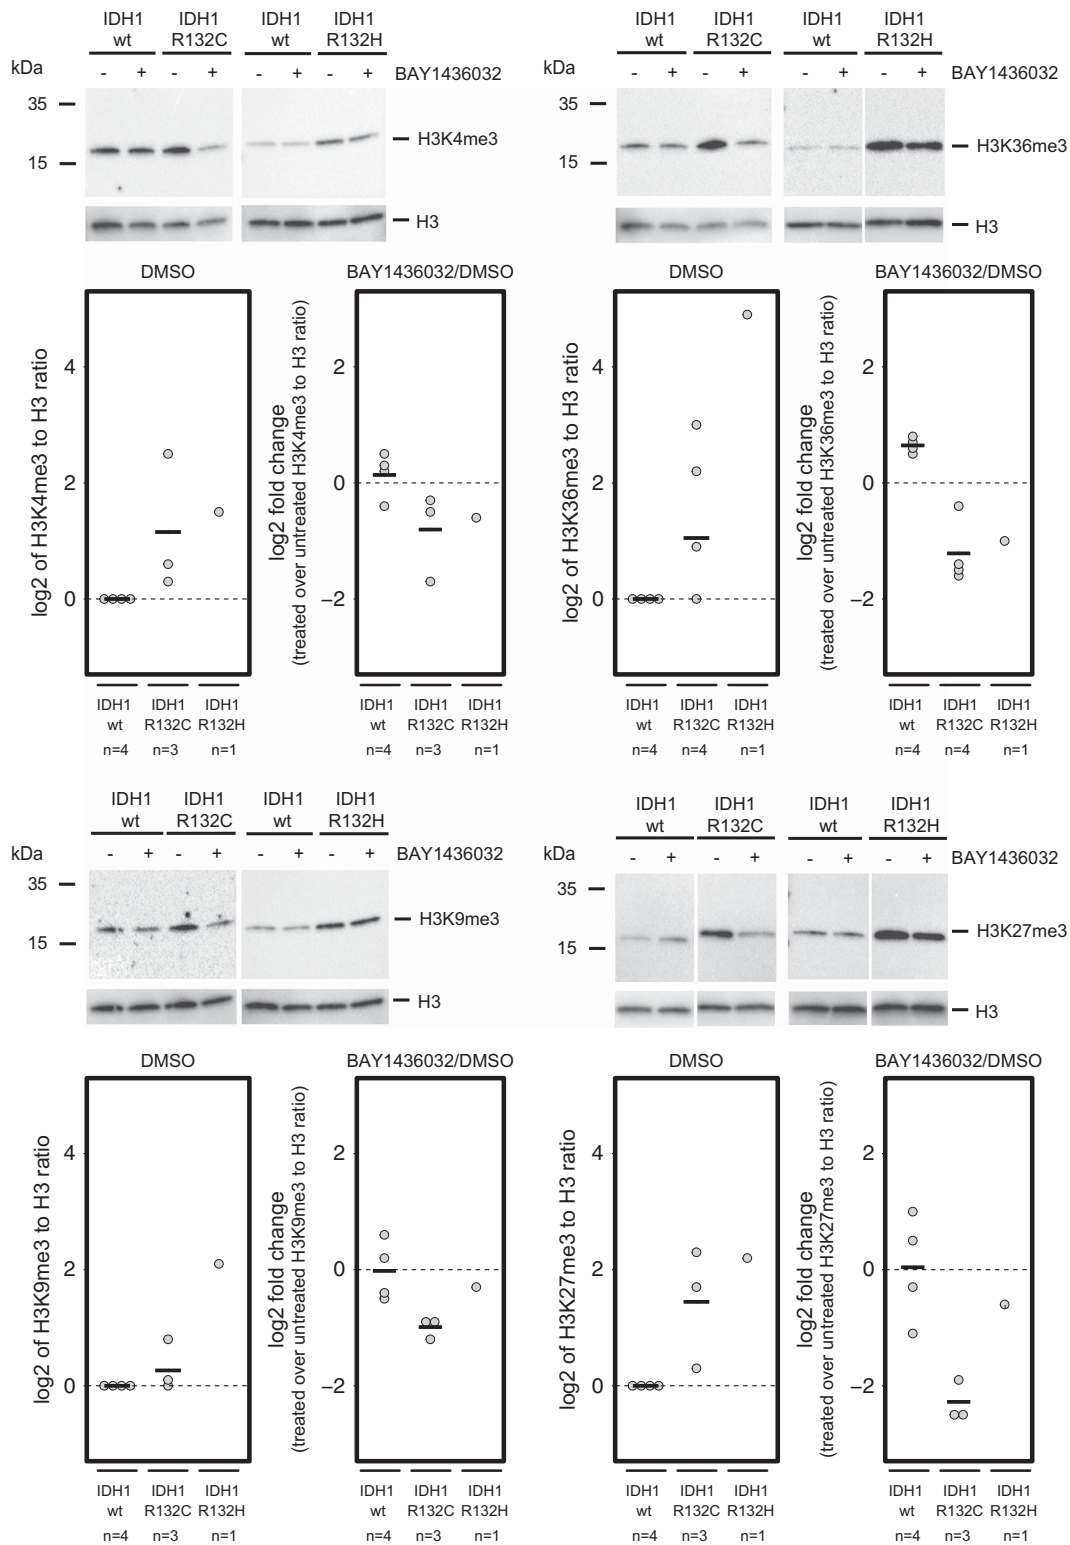 IDH1 wt
IDH1 R132C
IDH1 wt
IDH1 R132H
kDa
- + - + - + - + BAY1436032
35
15
H3K4me3
H3
IDH1 wt
IDH1 R132C
IDH1 wt
IDH1 R132H
kDa
- + - + - + - + BAY1436032
35
15
H3K36me3
H3
DMSO
log2 of H3K4me3 to H3 ratio
4
2
0
IDH1 wt n=4
IDH1 R132C n=3
IDH1 R132H n=1
BAY1436032/DMSO
log2 fold change
(treated over untreated H3K4me3 to H3 ratio)
2
0
−2
IDH1 wt n=4
IDH1 R132C n=3
IDH1 R132H n=1
DMSO
log2 of H3K36me3 to H3 ratio
4
2
0
IDH1 wt n=4
IDH1 R132C n=4
IDH1 R132H n=1
BAY1436032/DMSO
log2 fold change
(treated over untreated H3K36me3 to H3 ratio)
2
0
−2
IDH1 wt n=4
IDH1 R132C n=4
IDH1 R132H n=1
IDH1 wt
IDH1 R132C
IDH1 wt
IDH1 R132H
kDa
- + - + - + - + BAY1436032
35
15
H3K9me3
H3
IDH1 wt
IDH1 R132C
IDH1 wt
IDH1 R132H
kDa
- + - + - + - + BAY1436032
35
15
H3K27me3
H3
DMSO
log2 of H3K9me3 to H3 ratio
4
2
0
IDH1 wt n=4
IDH1 R132C n=3
IDH1 R132H n=1
BAY1436032/DMSO
log2 fold change
(treated over untreated H3K9me3 to H3 ratio)
2
0
−2
IDH1 wt n=4
IDH1 R132C n=3
IDH1 R132H n=1
DMSO
log2 of H3K27me3 to H3 ratio
4
2
0
IDH1 wt n=4
IDH1 R132C n=3
IDH1 R132H n=1
BAY1436032/DMSO
log2 fold change
(treated over untreated H3K27me3 to H3 ratio)
2
0
−2
IDH1 wt n=4
IDH1 R132C n=3
IDH1 R132H n=1